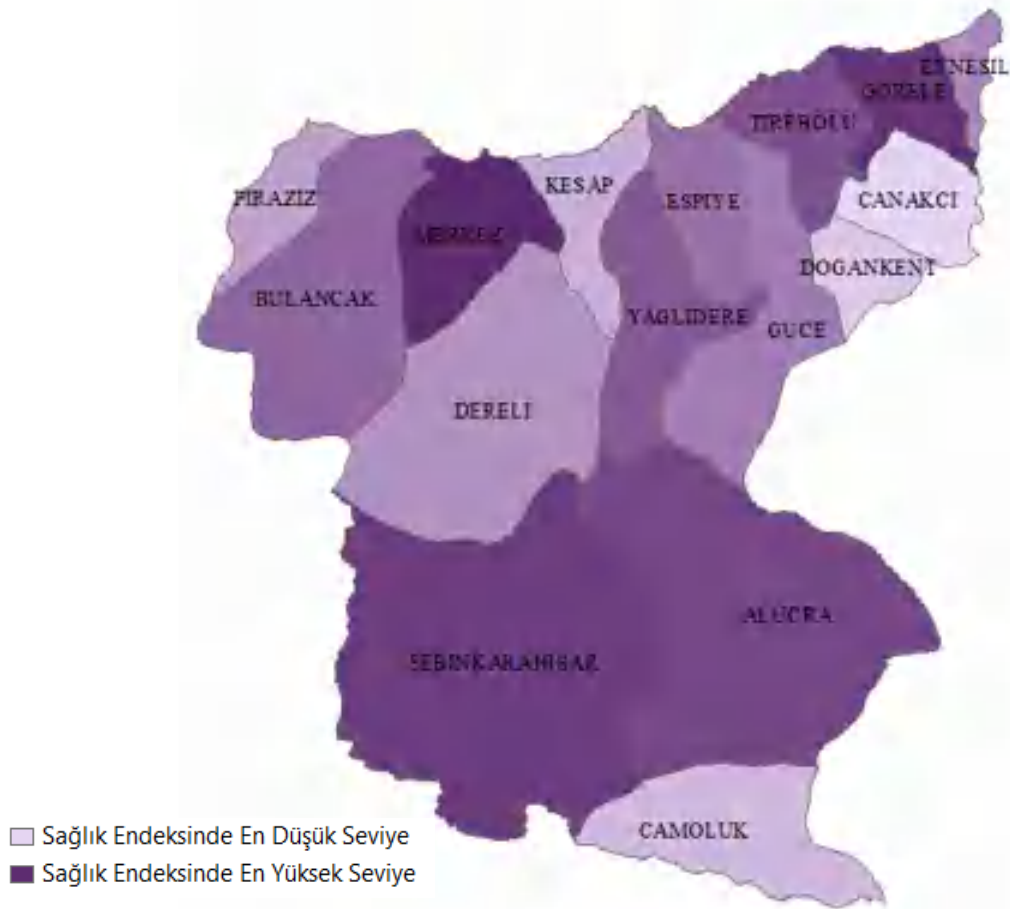 EYNESIL
GORELE
TIREBOLU
KESAP
PIRAZIZ
ESPIYE
CANAKCI
MERKEZ
DOGANKENT
BULANCAK
YAGLIDERE
GUCE
DERELI
ALUCRA
SEBINKARAHISAR
CAMOLUK
Sağlık Endeksinde En Düşük Seviye
Sağlık Endeksinde En Yüksek Seviye